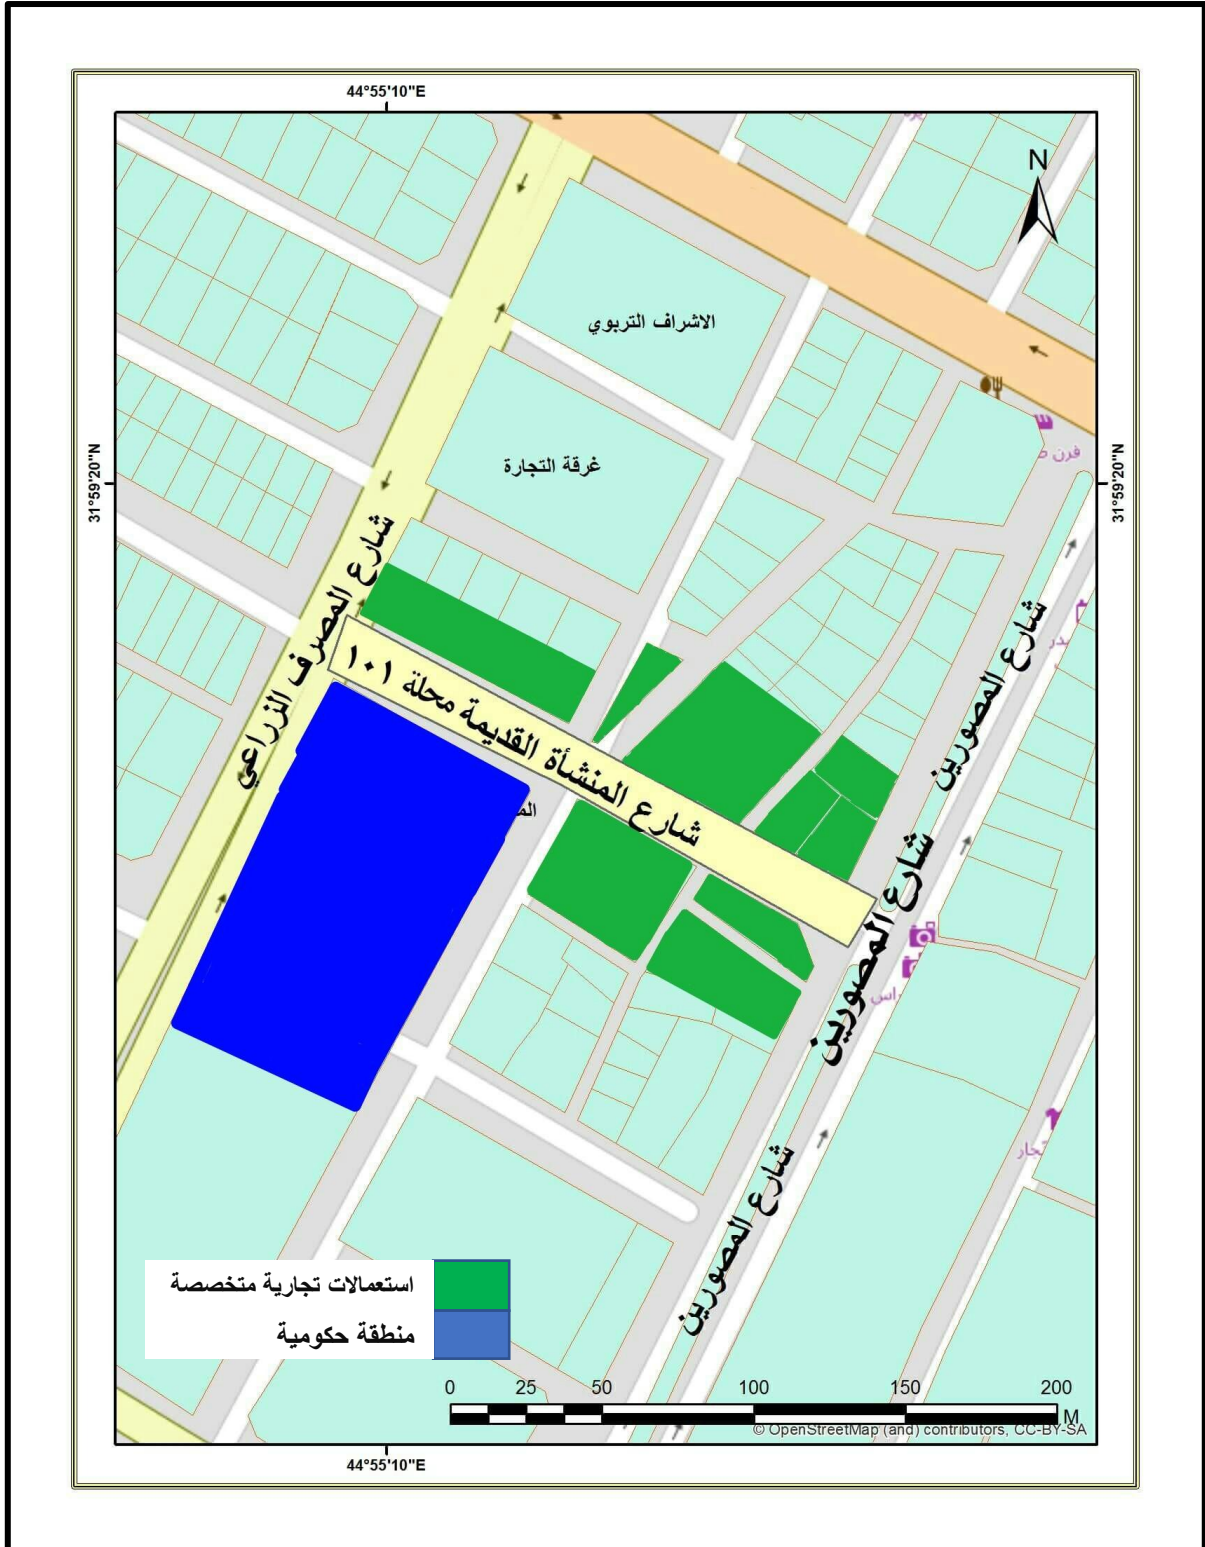 44°55'10"E
N
الاشراف التربوي
غرقة التجارة
31°59'20"N
31°59'20"N
فرن
شارع المصرف الزراعي
شارع المنشأة القديمة محلة ١٠١
شارع المصورين
شارع المصورين
شارع المصورين
استعمالات تجارية متخصصة
منطقة حكومية
0 25 50 100 150 200
M
© OpenStreetMap (and) contributors, CC-BY-SA
44°55'10"E